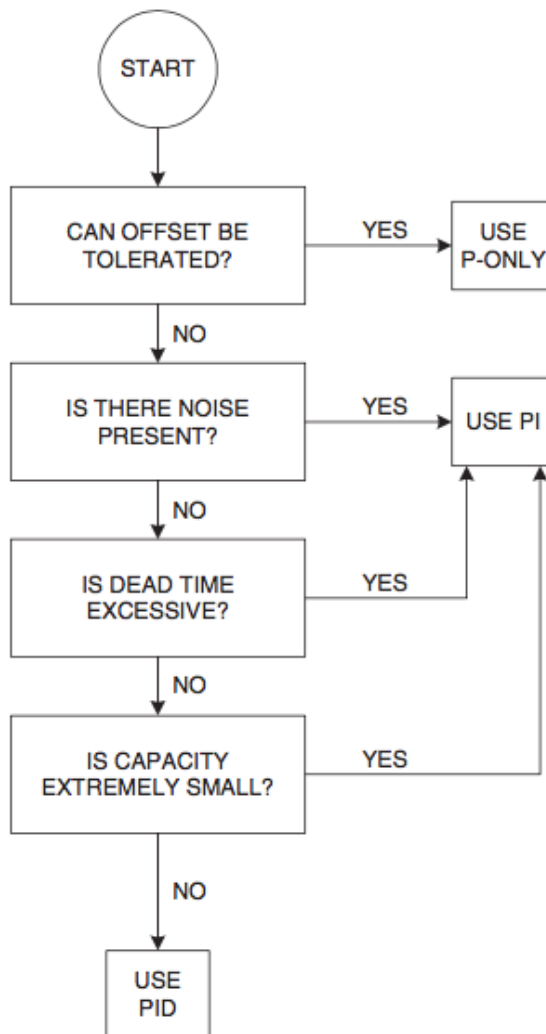 START
CAN OFFSET BE
TOLERATED?
YES
USE
P-ONLY
NO
IS THERE NOISE
PRESENT?
YES
USE PI
NO
IS DEAD TIME
EXCESSIVE?
YES
NO
IS CAPACITY
EXTREMELY SMALL?
YES
NO
USE
PID